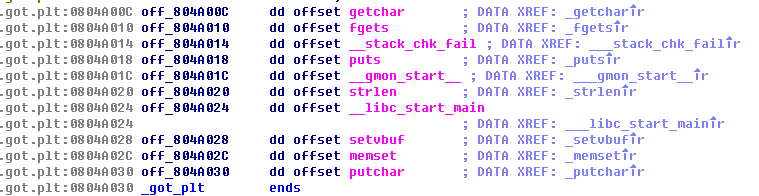 .got.plt:0804A00C off_804A00C dd offset getchar ; DATA XREF: _getchar↑r
.got.plt:0804A010 off_804A010 dd offset fgets ; DATA XREF: _fgets↑r
.got.plt:0804A014 off_804A014 dd offset __stack_chk_fail ; DATA XREF: ___stack_chk_fail↑r
.got.plt:0804A018 off_804A018 dd offset puts ; DATA XREF: _puts↑r
.got.plt:0804A01C off_804A01C dd offset __gmon_start__ ; DATA XREF: ___gmon_start__↑r
.got.plt:0804A020 off_804A020 dd offset strlen ; DATA XREF: _strlen↑r
.got.plt:0804A024 off_804A024 dd offset __libc_start_main
.got.plt:0804A024 ; DATA XREF: ___libc_start_main↑r
.got.plt:0804A028 off_804A028 dd offset setvbuf ; DATA XREF: _setvbuf↑r
.got.plt:0804A02C off_804A02C dd offset memset ; DATA XREF: _memset↑r
.got.plt:0804A030 off_804A030 dd offset putchar ; DATA XREF: _putchar↑r
.got.plt:0804A030 _got_plt ends